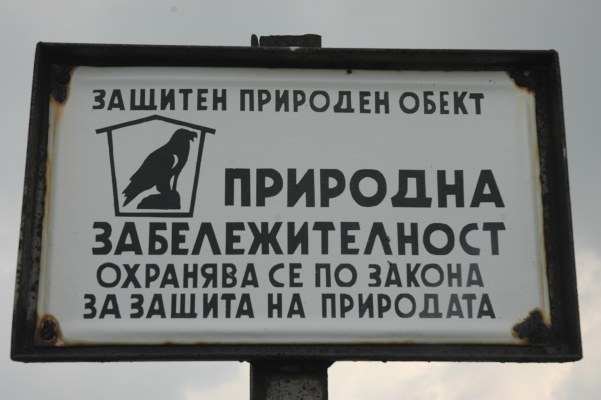 ЗАЩИТЕН ПРИРОДЕН ОБЕКТ
ПРИРОДНА
ЗАБЕЛЕЖИТЕЛНОСТ
ОХРАНЯВА СЕ ПО ЗАКОНА
ЗА ЗАЩИТА НА ПРИРОДАТА